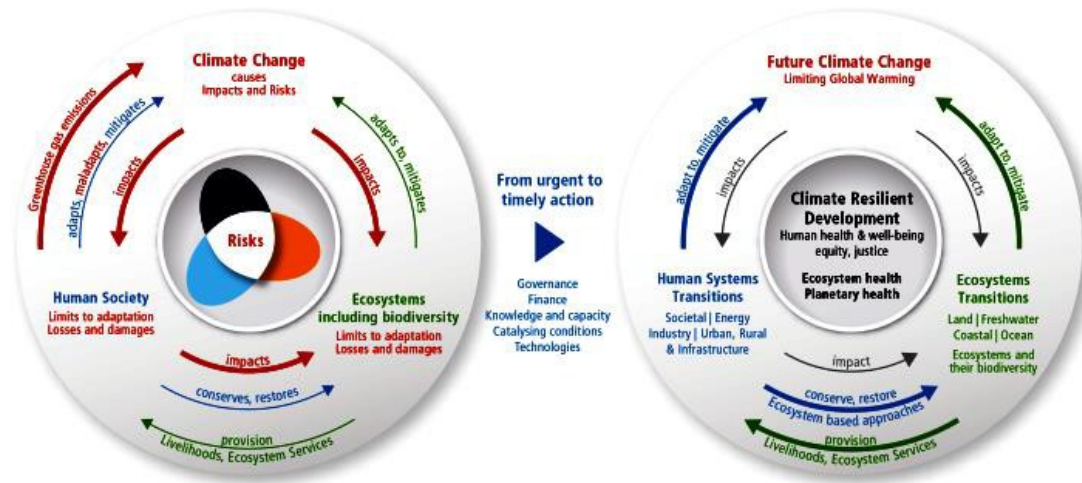 Climate Change
causes
Impacts and Risks
Greenhouse gas emissions
adapts, maladapts, mitigates
impacts
impacts
adapts to, mitigates
Risks
Human Society
Limits to adaptation
Losses and damages
Ecosystems
including biodiversity
Limits to adaptation
Losses and damages
impacts
conserves, restores
provision
Livelihoods, Ecosystem Services
From urgent to
timely action
Governance
Finance
Knowledge and capacity
Catalysing conditions
Technologies
Future Climate Change
Limiting Global Warming
adapt to, mitigate
impacts
impacts
adapt to, mitigate
Climate Resilient
Development
Human health & well-being
equity, justice
Ecosystem health
Planetary health
Human Systems
Transitions
Societal | Energy
Industry | Urban, Rural
& Infrastructure
Ecosystems
Transitions
Land | Freshwater
Coastal | Ocean
Ecosystems and
their biodiversity
impact
conserve, restore
Ecosystem based approaches
provision
Livelihoods, Ecosystem Services